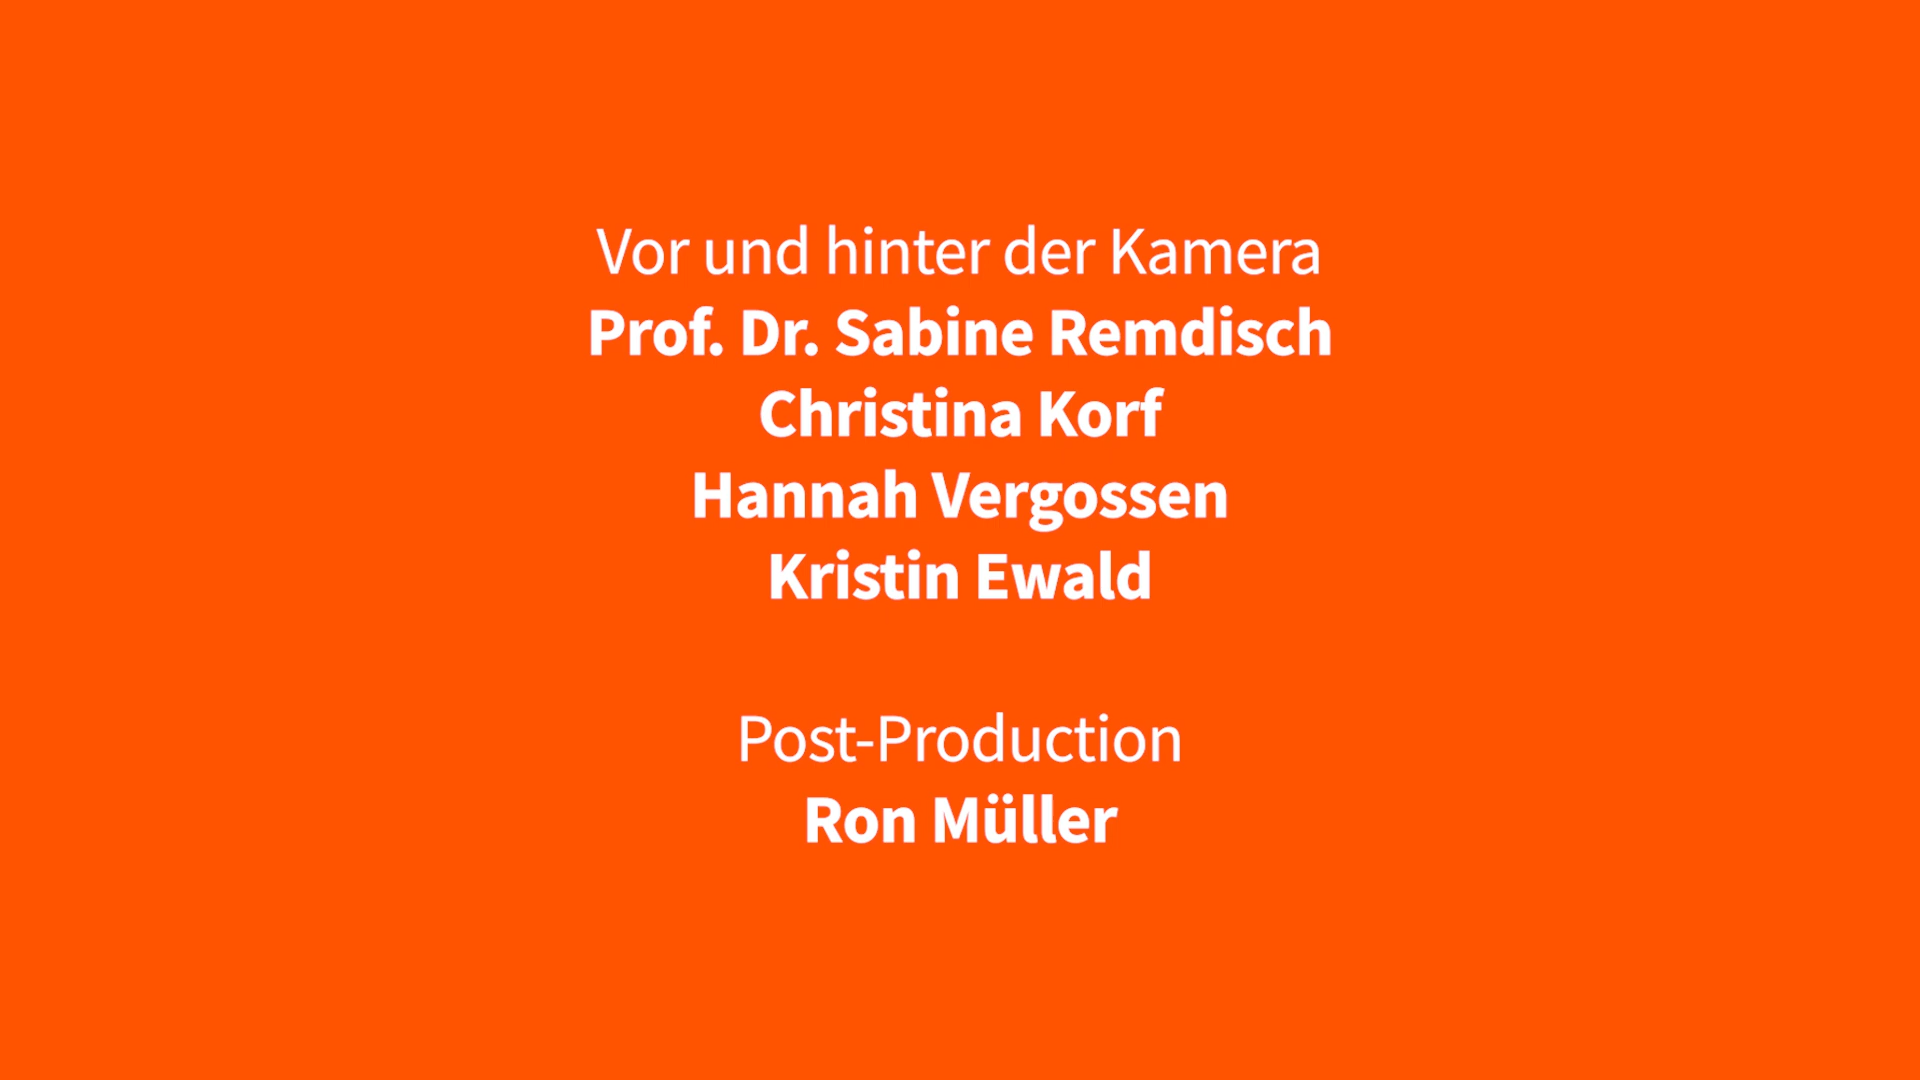 Vor und hinter der Kamera
Prof. Dr. Sabine Remdisch
Christina Korf
Hannah Vergossen
Kristin Ewald
Post-Production
Ron Müller